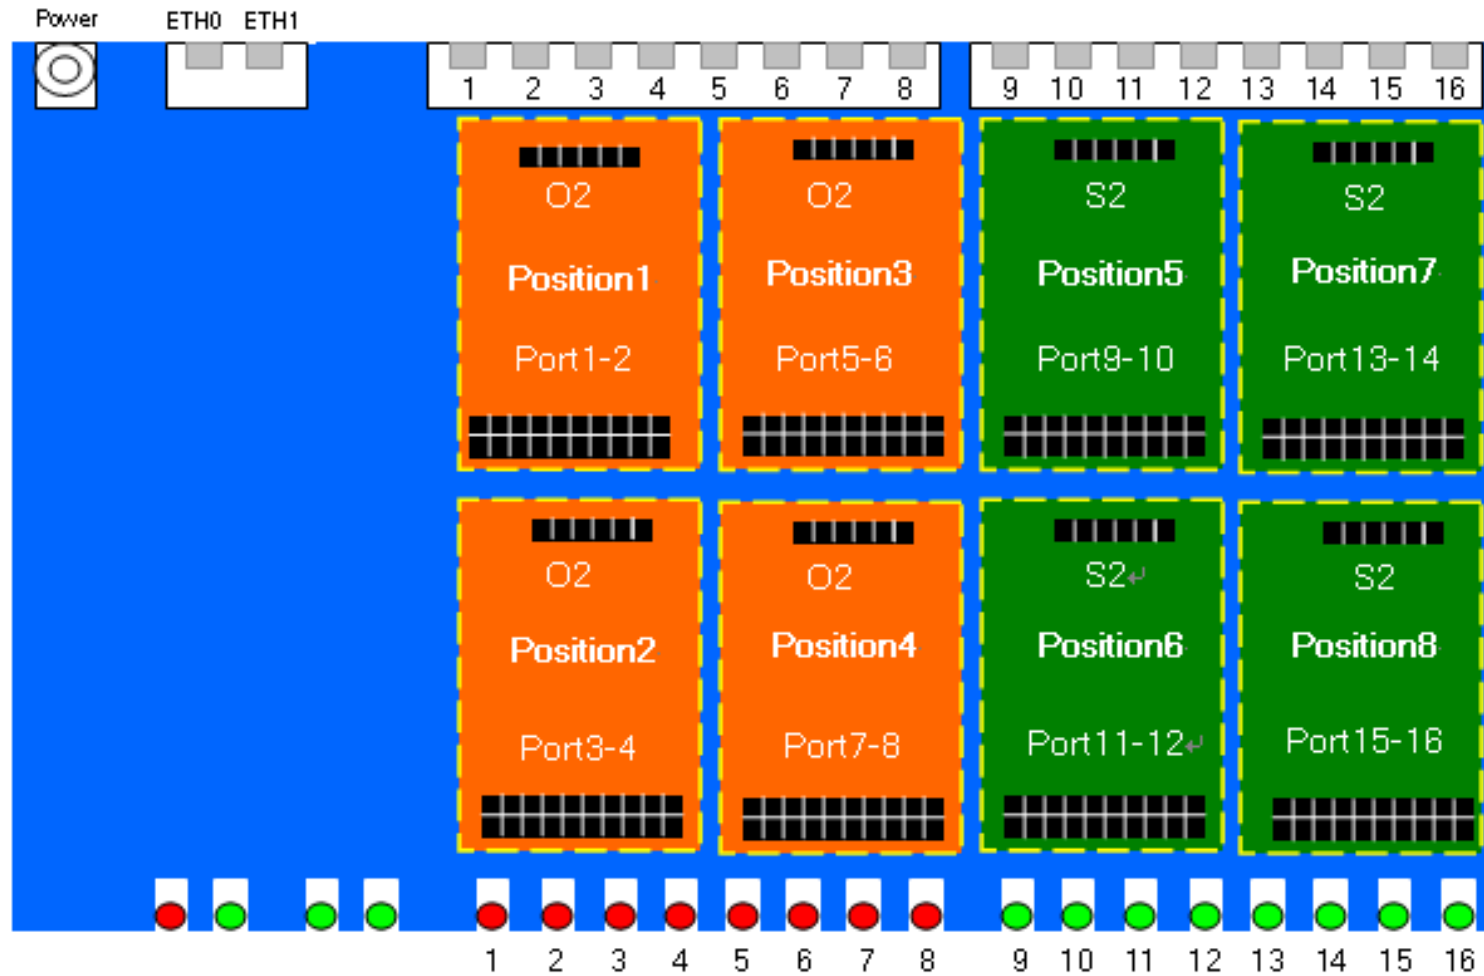 Power ETH0 ETH1
1 2 3 4 5 6 7 8 9 10 11 12 13 14 15 16
O2 O2 S2 S2
Position1 Position3 Position5 Position7
Port1-2 Port5-6 Port9-10 Port13-14
O2 O2 S2↵ S2
Position2 Position4 Position6 Position8
Port3-4 Port7-8 Port11-12↵ Port15-16
1 2 3 4 5 6 7 8 9 10 11 12 13 14 15 16